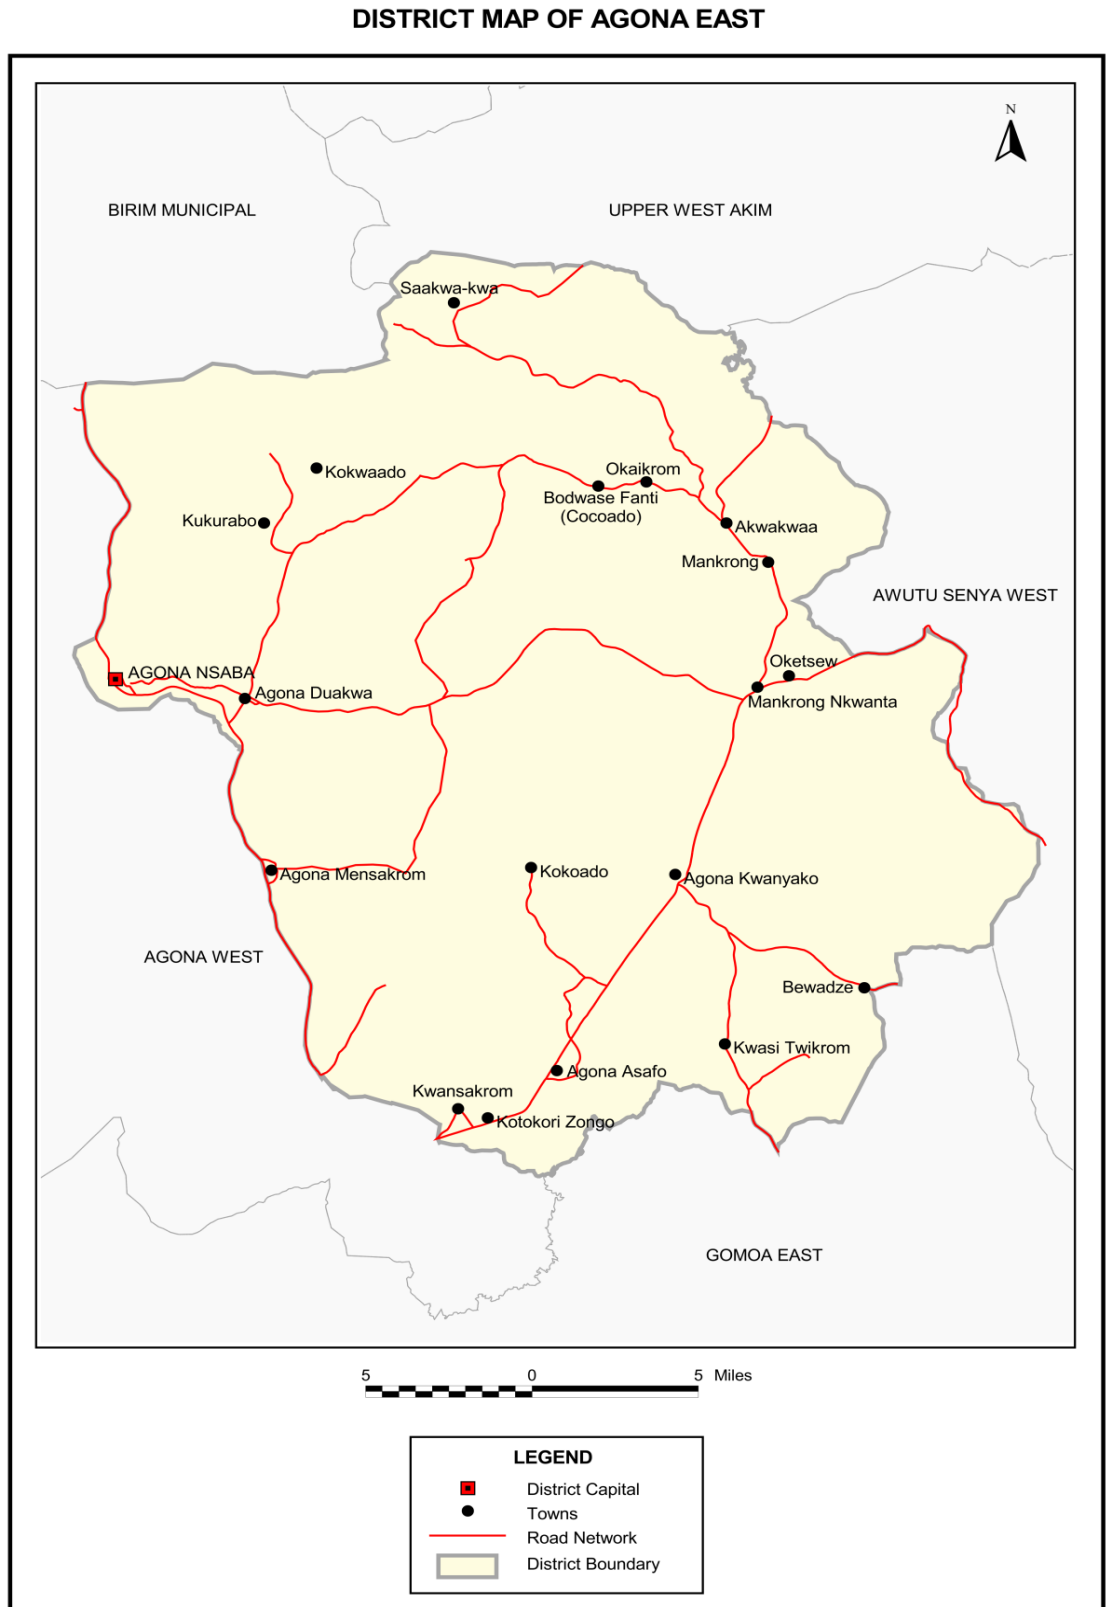 DISTRICT MAP OF AGONA EAST
N
BIRIM MUNICIPAL
UPPER WEST AKIM
Saakwa-kwa
Kokwaado
Okaikrom
Bodwase Fanti
(Cocoado)
Kukurabo
Akwakwaa
Mankrong
AWUTU SENYA WEST
Oketsew
AGONA NSABA
Agona Duakwa
Mankrong Nkwanta
Agona Mensakrom
Kokoado
Agona Kwanyako
AGONA WEST
Bewadze
Kwasi Twikrom
Agona Asafo
Kwansakrom
Kotokori Zongo
GOMOA EAST
5 0 5 Miles
LEGEND
District Capital
Towns
Road Network
District Boundary